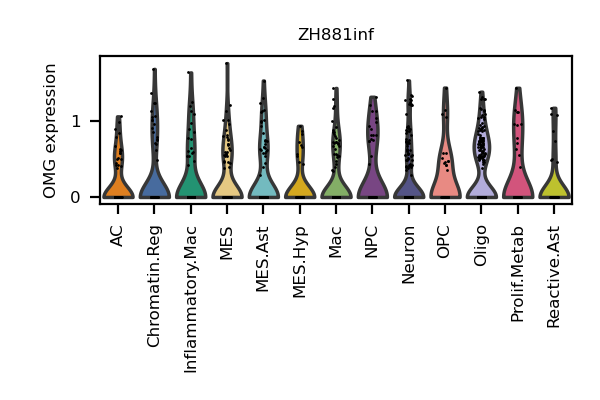 ZH881inf
OMG expression
1
0
AC
Chromatin.Reg
Inflammatory.Mac
MES
MES.Ast
MES.Hyp
Mac
NPC
Neuron
OPC
Oligo
Prolif.Metab
Reactive.Ast